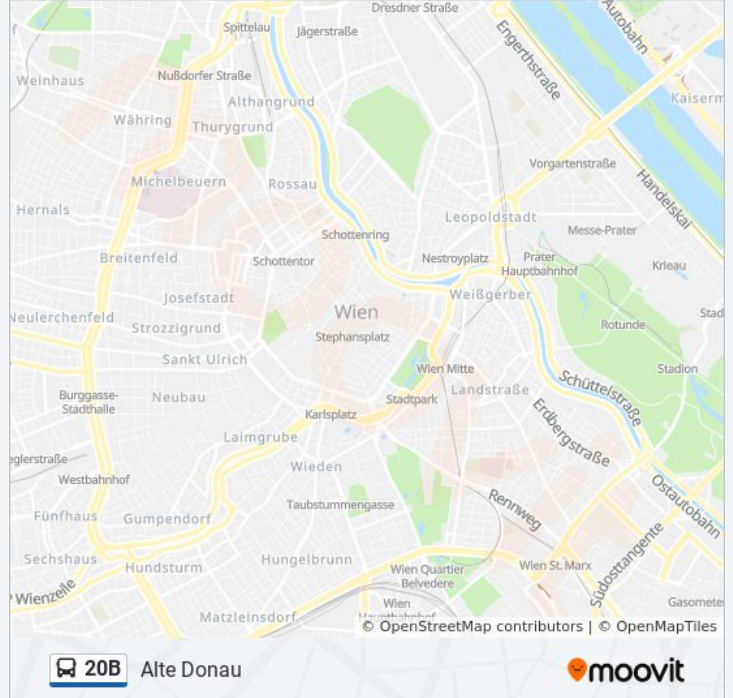 Dresdner Straße
Autobahn
Spittelau
Jägerstraße
Engerthstraße
Weinhaus
Nußdorfer Straße
Althangrund
Kaiserm
Währing
Thurygrund
Vorgartenstraße
Michelbeuern
Rossau
Handelskai
Hernals
Leopoldstadt
Messe-Prater
Schottenring
Breitenfeld
Schottentor
Nestroyplatz
Prater
Hauptbahnhof
Krieau
Josefstadt
Weißgerber
Neulerchenfeld
Wien
Stad
Strozzigrund
Rotunde
Stephansplatz
Sankt Ulrich
Wien Mitte
Stadion
Schüttelstraße
Burggasse-
Stadthalle
Neubau
Landstraße
Stadtpark
Karlsplatz
Erdbergstraße
Laimgrube
eglerstraße
Wieden
Westbahnhof
Ostautobahn
Taubstummengasse
Rennweg
Fünfhaus
Gumpendorf
Südosttangente
Sechshaus
Hundsturm
Hungelbrunn
Wien Quartier
Belvedere
Wien St. Marx
Wienzeile
Matzleinsdorf
Wien
Hauptbahnhof
Gasomete
© OpenStreetMap contributors | © OpenMapTiles
20B Alte Donau
moovit